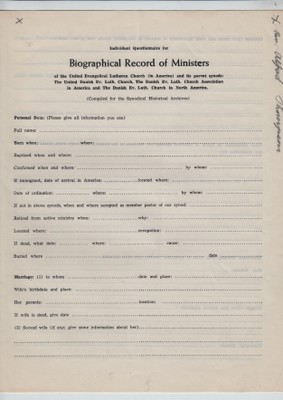 x
Individual Questionnaire for
Biographical Record of Ministers
of the United Evangelical Lutheran Church (in America) and its parent synods:
The United Danish Ev. Luth. Church, The Danish Ev. Luth. Church Association
in America and The Danish Ev. Luth. Church in North America.
(Compiled for the Synodical Historical Archives)
Personal Data: (Please give all information you can)
Full name:
Born when: where:
Baptized when and where:
Confirmed when and where by whom
If immigrant, date of arrival in America: located where:
Date of ordination: where: by whom:
If not in above synods, when and where accepted as member pastor of our synod:
Retired from active ministry when: why:
Located where: occupation:
If dead, what date: where: cause:
Buried where date
Marriage: (1) to whom date and place:
Wife's birthdate and place:
Her parents: location:
If wife is dead, give date
(2) Second wife (if any, give same information about her)
Alfred